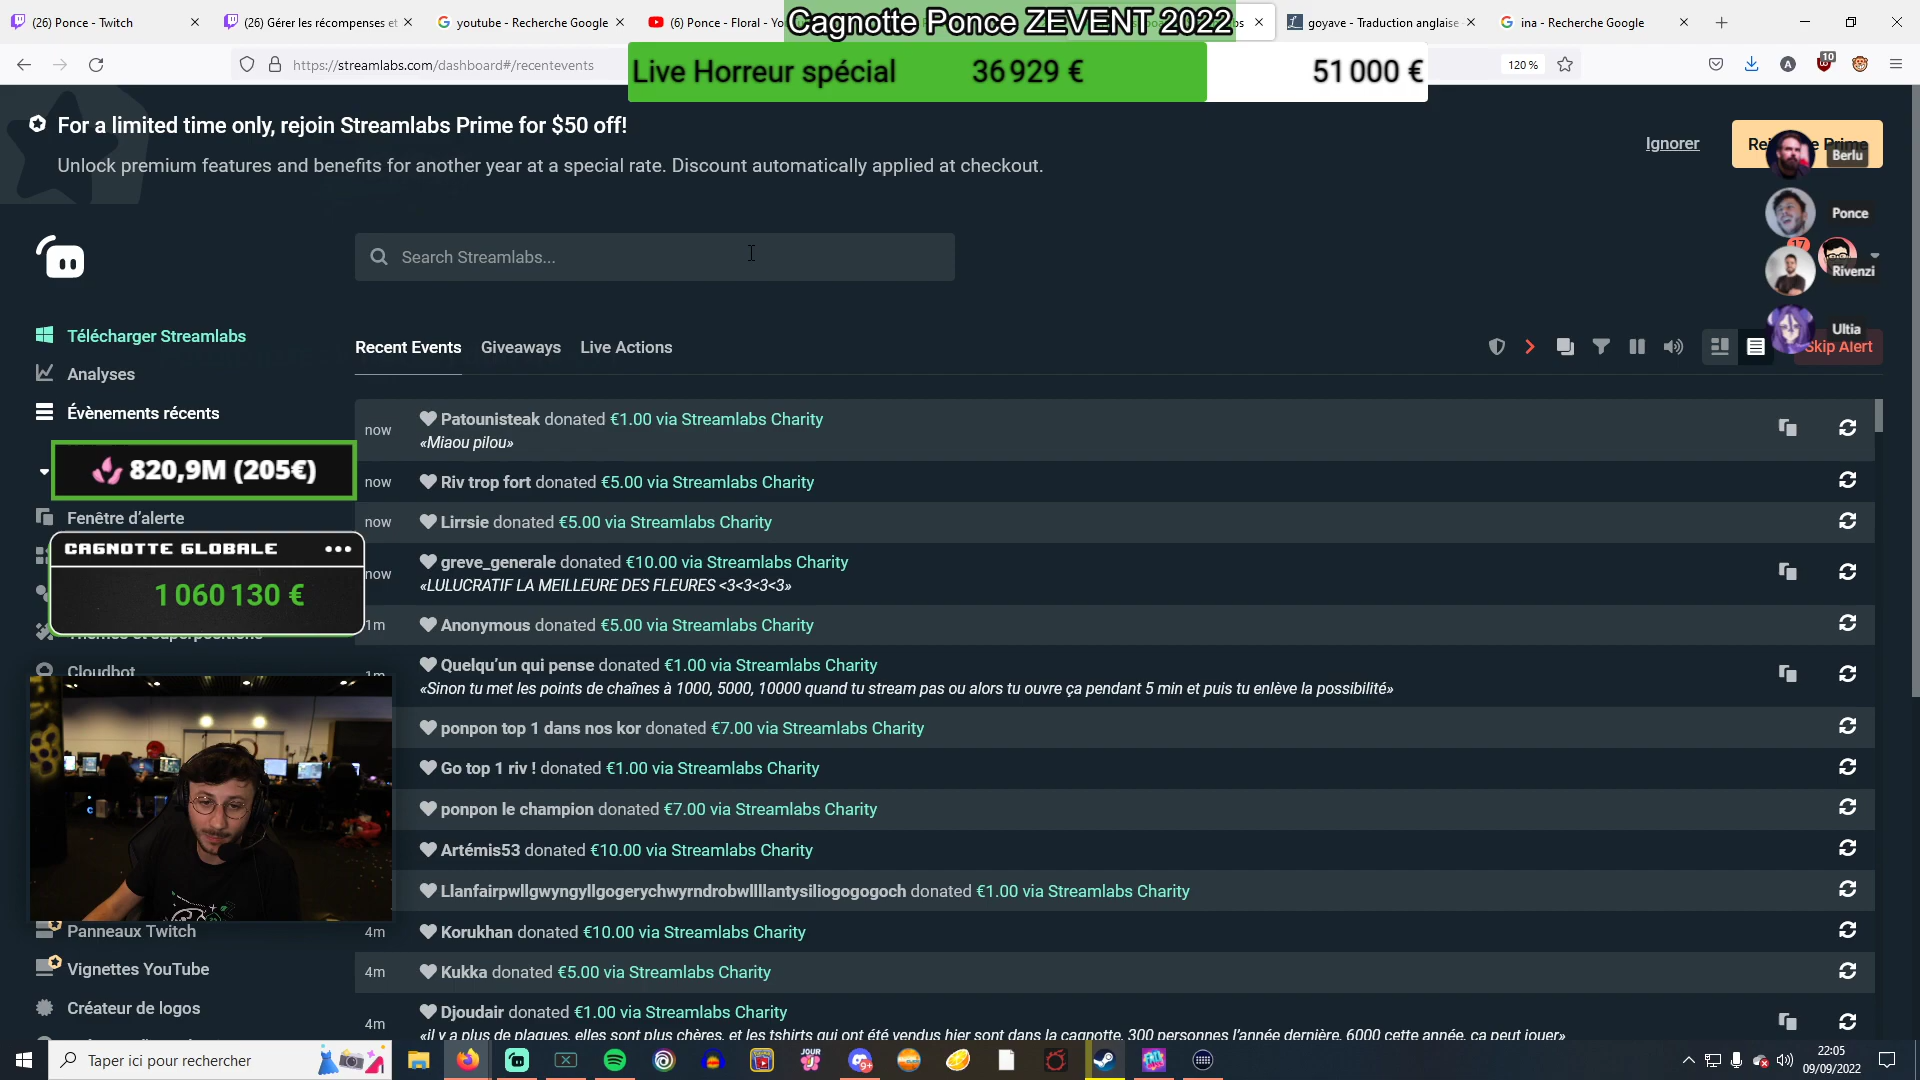 (26) Ponce - Twitch
(26) Gérer les récompenses et
youtube - Recherche Google
(6) Ponce - Floral - You
Cagnotte Ponce ZEVENT 2022
goyave - Traduction anglaise
ina - Recherche Google
https://streamlabs.com/dashboard#/recentevents
Live Horreur spécial 36 929 € 51 000 €
120 %
10
For a limited time only, rejoin Streamlabs Prime for $50 off!
Unlock premium features and benefits for another year at a special rate. Discount automatically applied at checkout.
Ignorer
Prime
Berlu
Ponce
17
Rivenzi
Ultia
Search Streamlabs...
Télécharger Streamlabs
Analyses
Évènements récents
820,9M (205€)
Fenêtre d'alerte
CAGNOTTE GLOBALE
1 060 130 €
Thèmes et superpositions
Cloudbot
Panneaux Twitch
Vignettes YouTube
Créateur de logos
Recent Events Giveaways Live Actions
Skip Alert
now Patounisteak donated €1.00 via Streamlabs Charity
«Miaou pilou»
now Riv trop fort donated €5.00 via Streamlabs Charity
now Lirrsie donated €5.00 via Streamlabs Charity
now greve_generale donated €10.00 via Streamlabs Charity
«LULUCRATIF LA MEILLEURE DES FLEURES <3<3<3<3»
1m Anonymous donated €5.00 via Streamlabs Charity
1m Quelqu'un qui pense donated €1.00 via Streamlabs Charity
«Sinon tu met les points de chaînes à 1000, 5000, 10000 quand tu stream pas ou alors tu ouvre ça pendant 5 min et puis tu enlève la possibilité»
ponpon top 1 dans nos kor donated €7.00 via Streamlabs Charity
Go top 1 riv ! donated €1.00 via Streamlabs Charity
ponpon le champion donated €7.00 via Streamlabs Charity
Artémis53 donated €10.00 via Streamlabs Charity
Llanfairpwllgwyngyllgogerychwyrndrobwllllantysiliogogogoch donated €1.00 via Streamlabs Charity
4m Korukhan donated €10.00 via Streamlabs Charity
4m Kukka donated €5.00 via Streamlabs Charity
4m Djoudair donated €1.00 via Streamlabs Charity
«il y a plus de plaques, elles sont plus chères, et les tshirts qui ont été vendus hier sont dans la cagnotte, 300 personnes l'année dernière, 6000 cette année, ça peut jouer»
Taper ici pour rechercher
22:05
09/09/2022